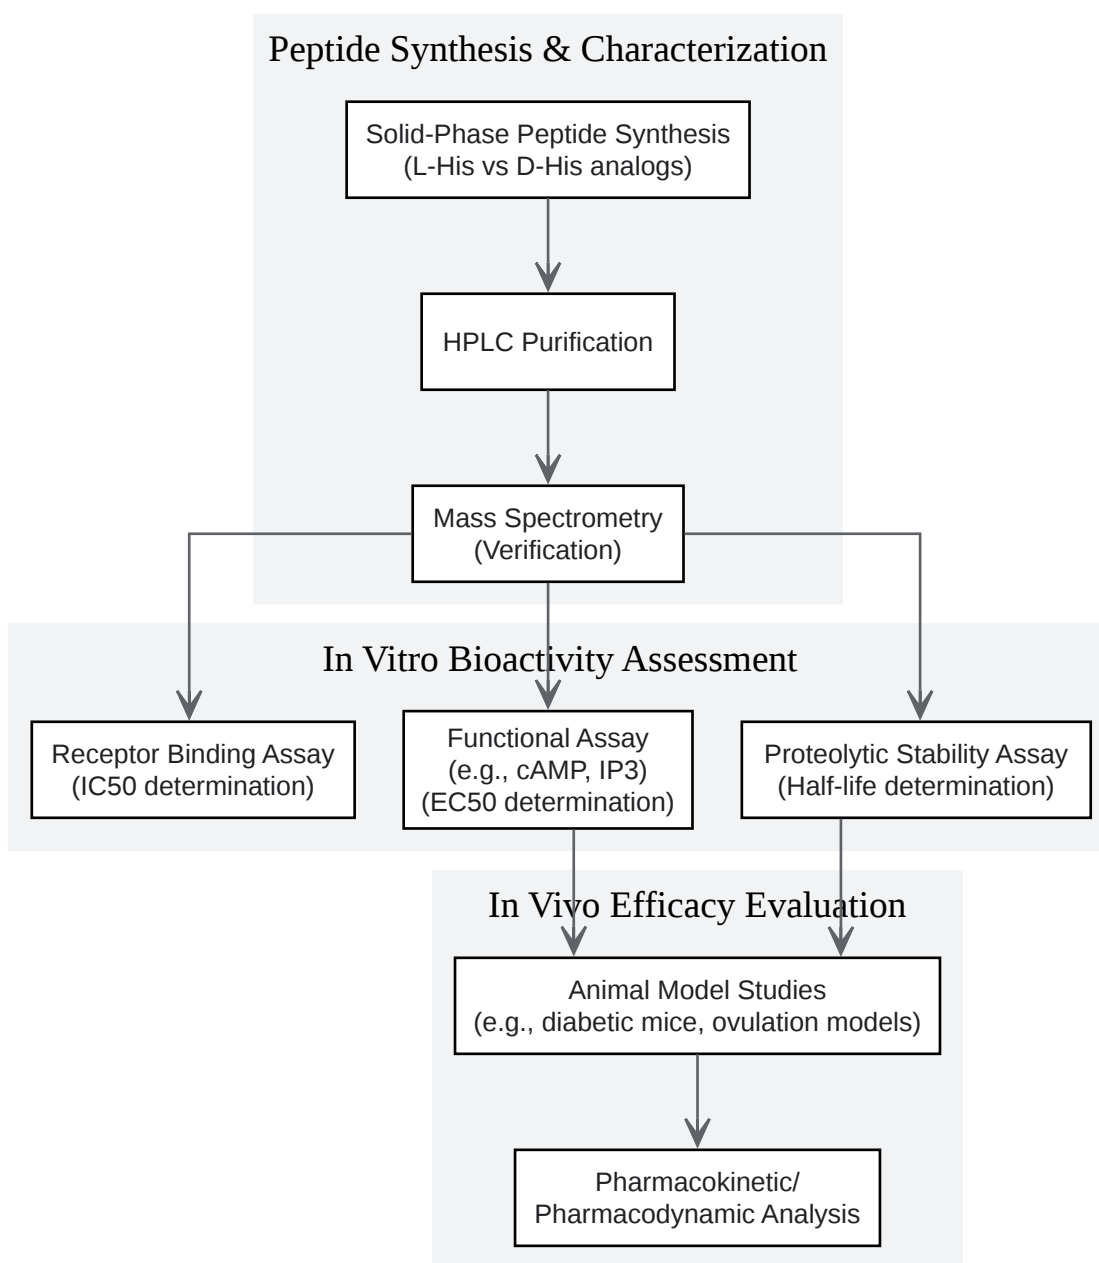 Peptide Synthesis & Characterization
Solid-Phase Peptide Synthesis
(L-His vs D-His analogs)
HPLC Purification
Mass Spectrometry
(Verification)
In Vitro Bioactivity Assessment
Receptor Binding Assay
(IC50 determination)
Functional Assay
(e.g., cAMP, IP3)
(EC50 determination)
Proteolytic Stability Assay
(Half-life determination)
In Vivo Efficacy Evaluation
Animal Model Studies
(e.g., diabetic mice, ovulation models)
Pharmacokinetic/
Pharmacodynamic Analysis